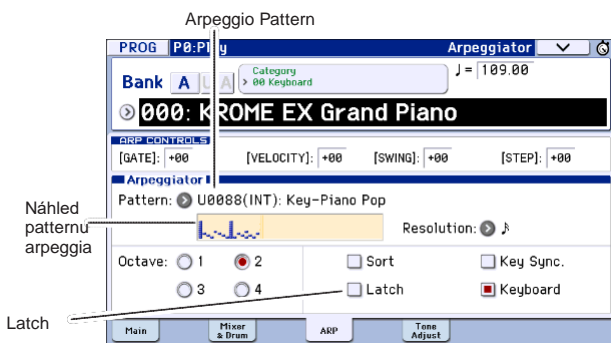 Arpeggio Pattern
PROG P0:Play Arpeggiator
Bank A U A Category 00 Keyboard ♩= 109.00
000: KROME EX Grand Piano
ARP CONTROLS
[GATE]: +00 [VELOCITY]: +00 [SWING]: +00 [STEP]: +00
Arpeggiator
Pattern: U0088(INT): Key-Piano Pop
Náhled
patternu
arpeggia
Resolution: ♪
Octave: 1 2 Sort Key Sync.
3 4 Latch Keyboard
Latch
Main Mixer & Drum ARP Tone Adjust